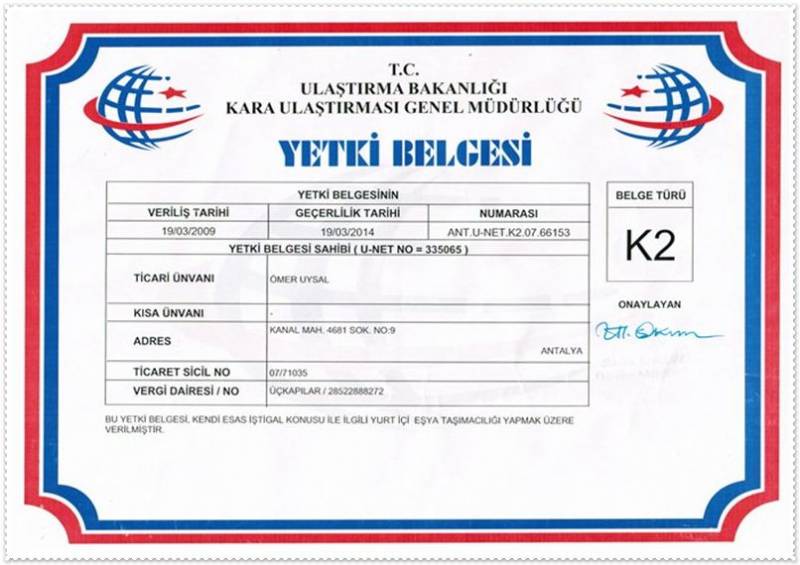 T.C.
ULAŞTIRMA BAKANLIĞI
KARA ULAŞTIRMASI GENEL MÜDÜRLÜĞÜ
YETKİ BELGESİ
YETKİ BELGESİNİN
VERİLİŞ TARİHİ GEÇERLİLİK TARİHİ NUMARASI
19/03/2009 19/03/2014 ANT.U-NET.K2.07.66153
YETKİ BELGESİ SAHİBİ ( U-NET NO = 335065 )
TİCARİ ÜNVANI ÖMER UYSAL
KISA ÜNVANI -
ADRES KANAL MAH. 4681 SOK. NO:9
ANTALYA
TİCARET SİCİL NO 07/71035
VERGİ DAİRESİ / NO ÜÇKAPILAR / 28522888272
BU YETKİ BELGESİ, KENDİ ESAS İŞTİGAL KONUSU İLE İLGİLİ YURT İÇİ EŞYA TAŞIMACILIĞI YAPMAK ÜZERE
VERİLMİŞTİR.
BELGE TÜRÜ
K2
ONAYLAYAN